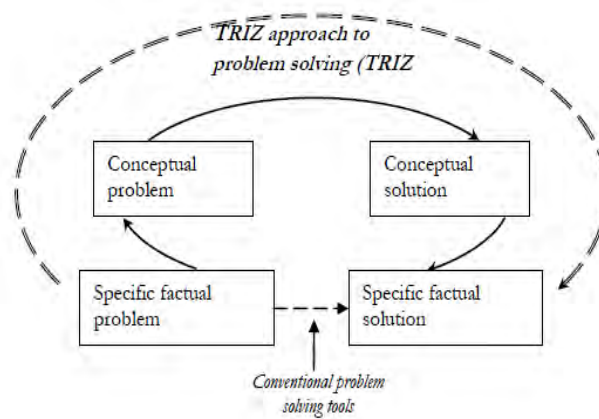 TRIZ approach to
problem solving (TRIZ
Conceptual
problem
Conceptual
solution
Specific factual
problem
Specific factual
solution
Conventional problem
solving tools